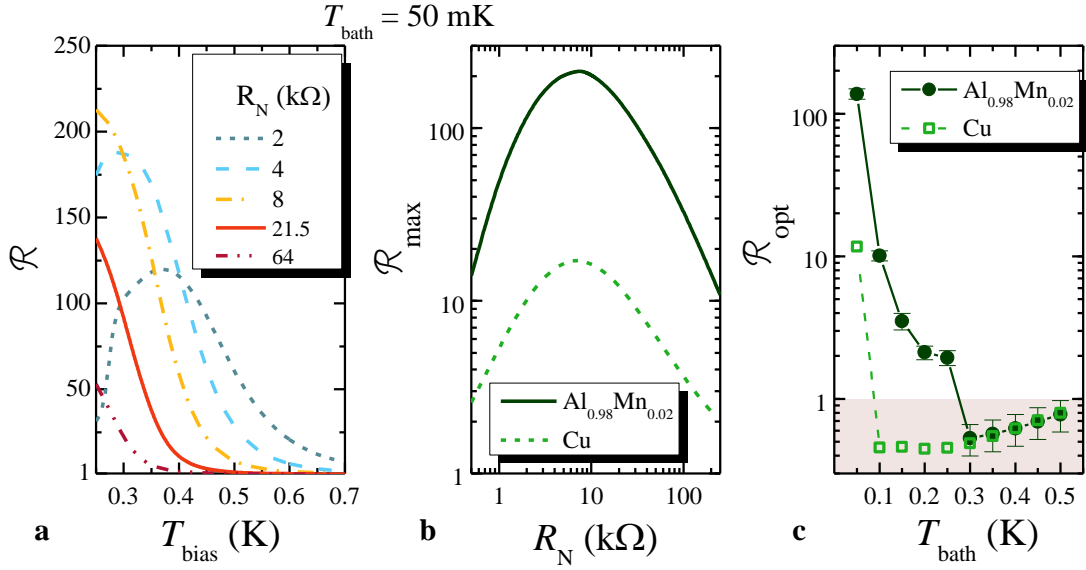 T_bath = 50 mK
250
200
150
100
50
1
ℛ
R_N (kΩ)
2
4
8
21.5
64
0.3 0.4 0.5 0.6 0.7
a
T_bias (K)
100
10
1
ℛ_max
Al_0.98Mn_0.02
Cu
1 10 100
b
R_N (kΩ)
100
10
1
ℛ_opt
Al_0.98Mn_0.02
Cu
0.1 0.2 0.3 0.4 0.5
c
T_bath (K)